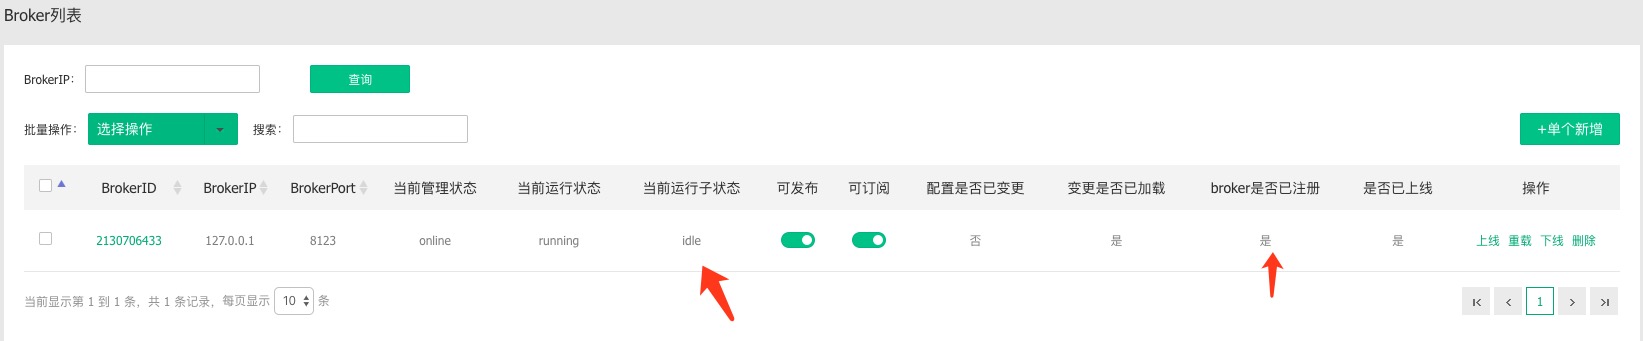 Broker列表
BrokerIP: 查询
批量操作: 选择操作 搜索: +单个新增
BrokerID BrokerIP BrokerPort 当前管理状态 当前运行状态 当前运行子状态 可发布 可订阅 配置是否已变更 变更是否已加载 broker是否已注册 是否已上线 操作
2130706433 127.0.0.1 8123 online running idle 否 是 是 是 上线 重载 下线 删除
当前显示第 1 到 1 条，共 1 条记录，每页显示 10 条 1